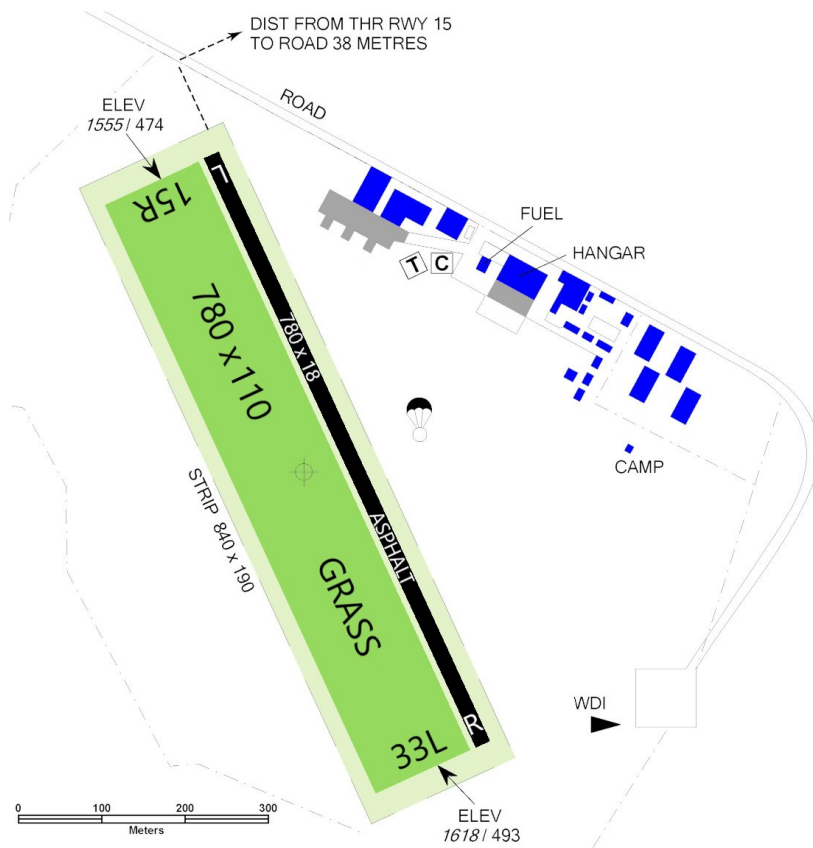 DIST FROM THR RWY 15
TO ROAD 38 METRES
ROAD
ELEV
1555 / 474
15R
L
FUEL
HANGAR
T
C
780 x 18
780 x 110
CAMP
STRIP 840 x 190
ASPHALT
GRASS
WDI
R
33L
0 100 200 300
Meters
ELEV
1618 / 493